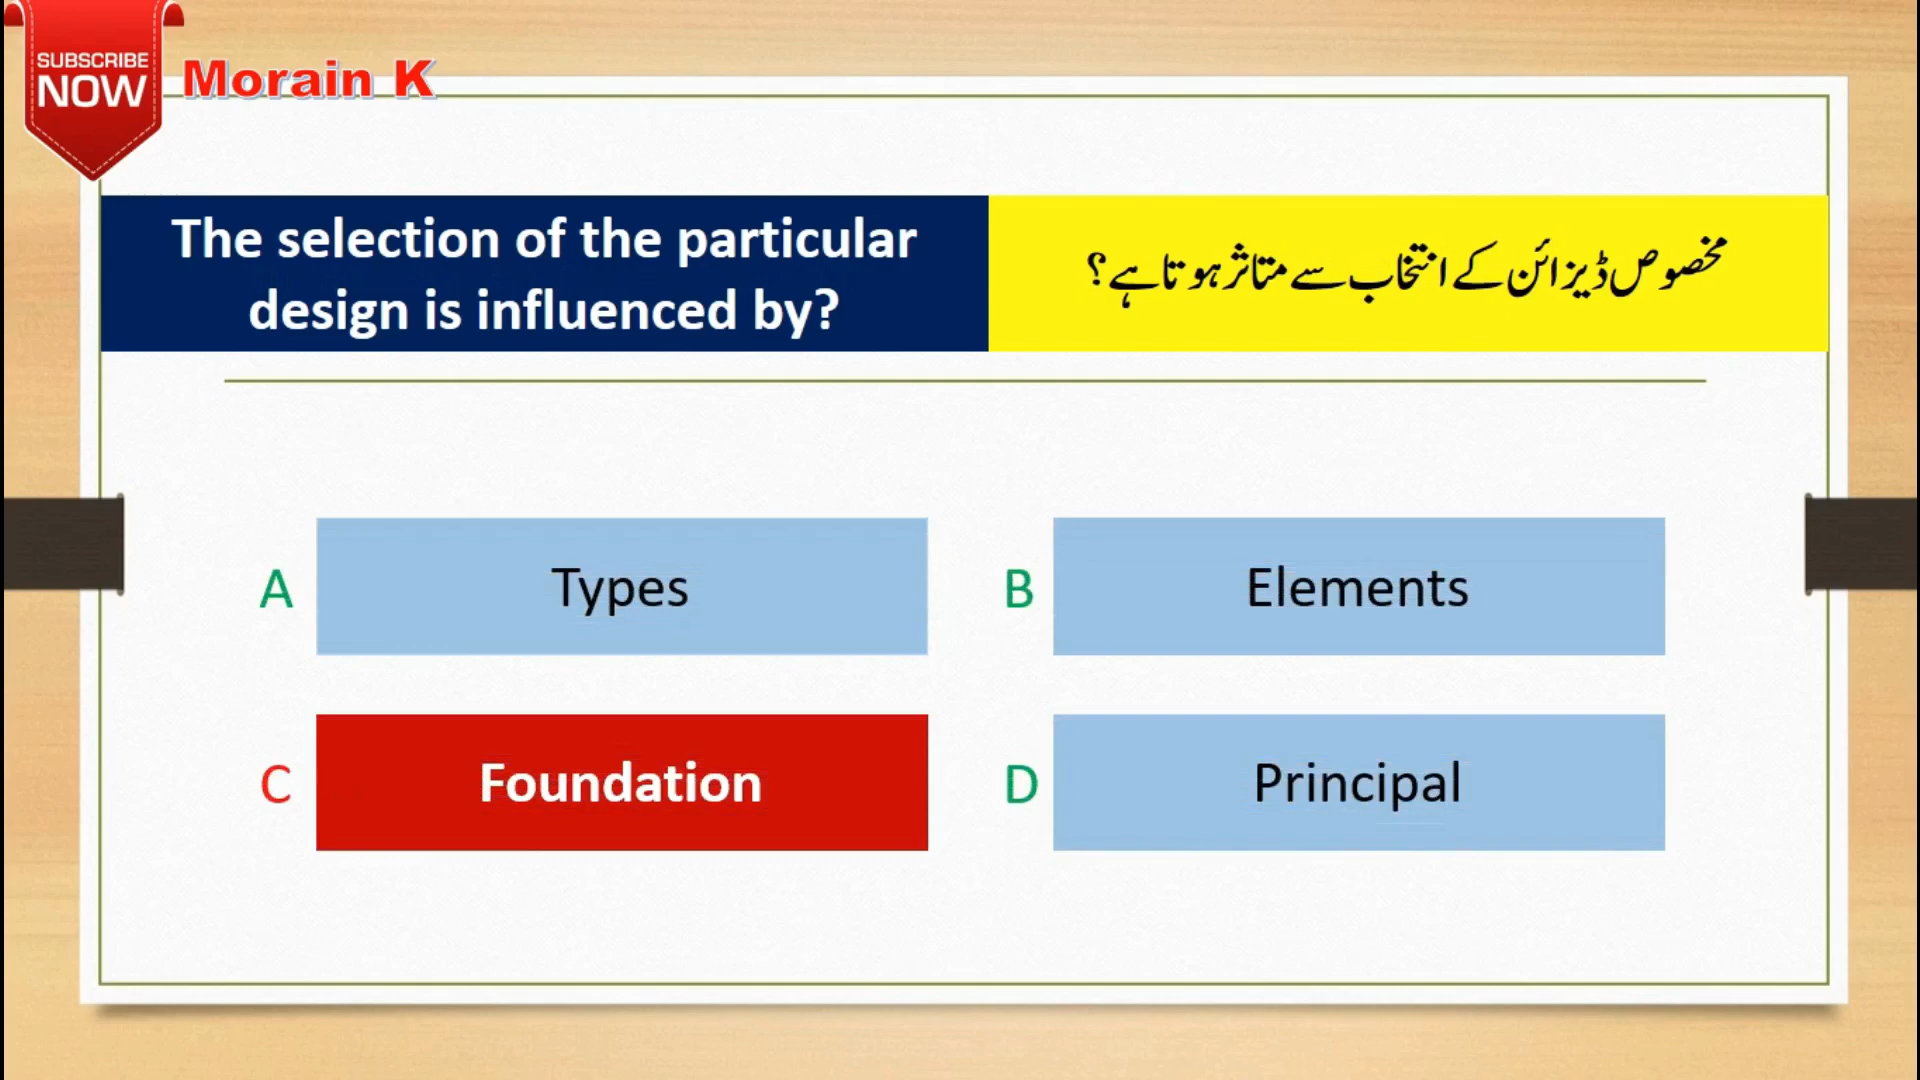 SUBSCRIBE
NOW
Morain K
The selection of the particular
design is influenced by?
مخصوص ڈیزائن کے انتخاب سے متاثر ہوتا ہے؟
A
Types
B
Elements
C
Foundation
D
Principal